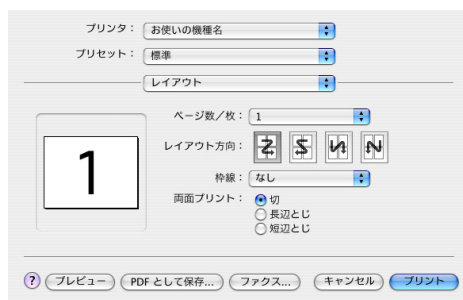 プリンタ： お使いの機種名
プリセット： 標準
レイアウト
ページ数／枚： 1
レイアウト方向：
枠線： なし
両面プリント： 切
長辺とじ
短辺とじ
1
? プレビュー PDF として保存... ファクス... キャンセル プリント